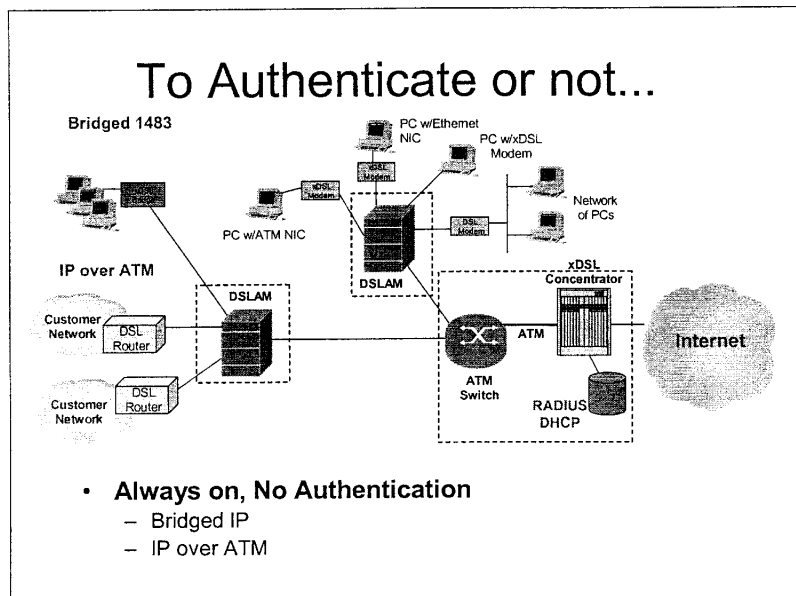 To Authenticate or not...
Bridged 1483
PC w/Ethernet
NIC
PC w/xDSL
Modem
xDSL
Modem
xDSL
Modem
PC w/ATM NIC
DSL
Modem
Network
of PCs
DSLAM
IP over ATM
DSLAM
xDSL
Concentrator
Customer
Network
DSL
Router
ATM
ATM
Switch
Internet
RADIUS
DHCP
Customer
Network
DSL
Router
• Always on, No Authentication
– Bridged IP
– IP over ATM